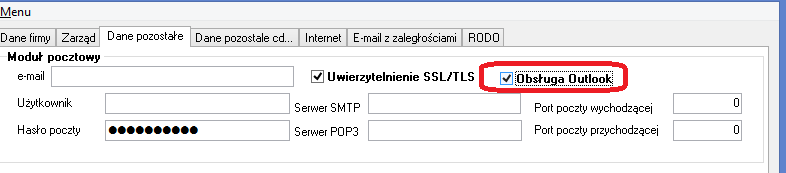 Menu
Dane firmy Zarząd Dane pozostałe Dane pozostale cd... Internet E-mail z zaległościami RODO
Moduł pocztowy
e-mail Uwierzytelnienie SSL/TLS Obsługa Outlook
Użytkownik Serwer SMTP Port poczty wychodzącej 0
Hasło poczty ●●●●●●●●●● Serwer POP3 Port poczty przychodzącej 0